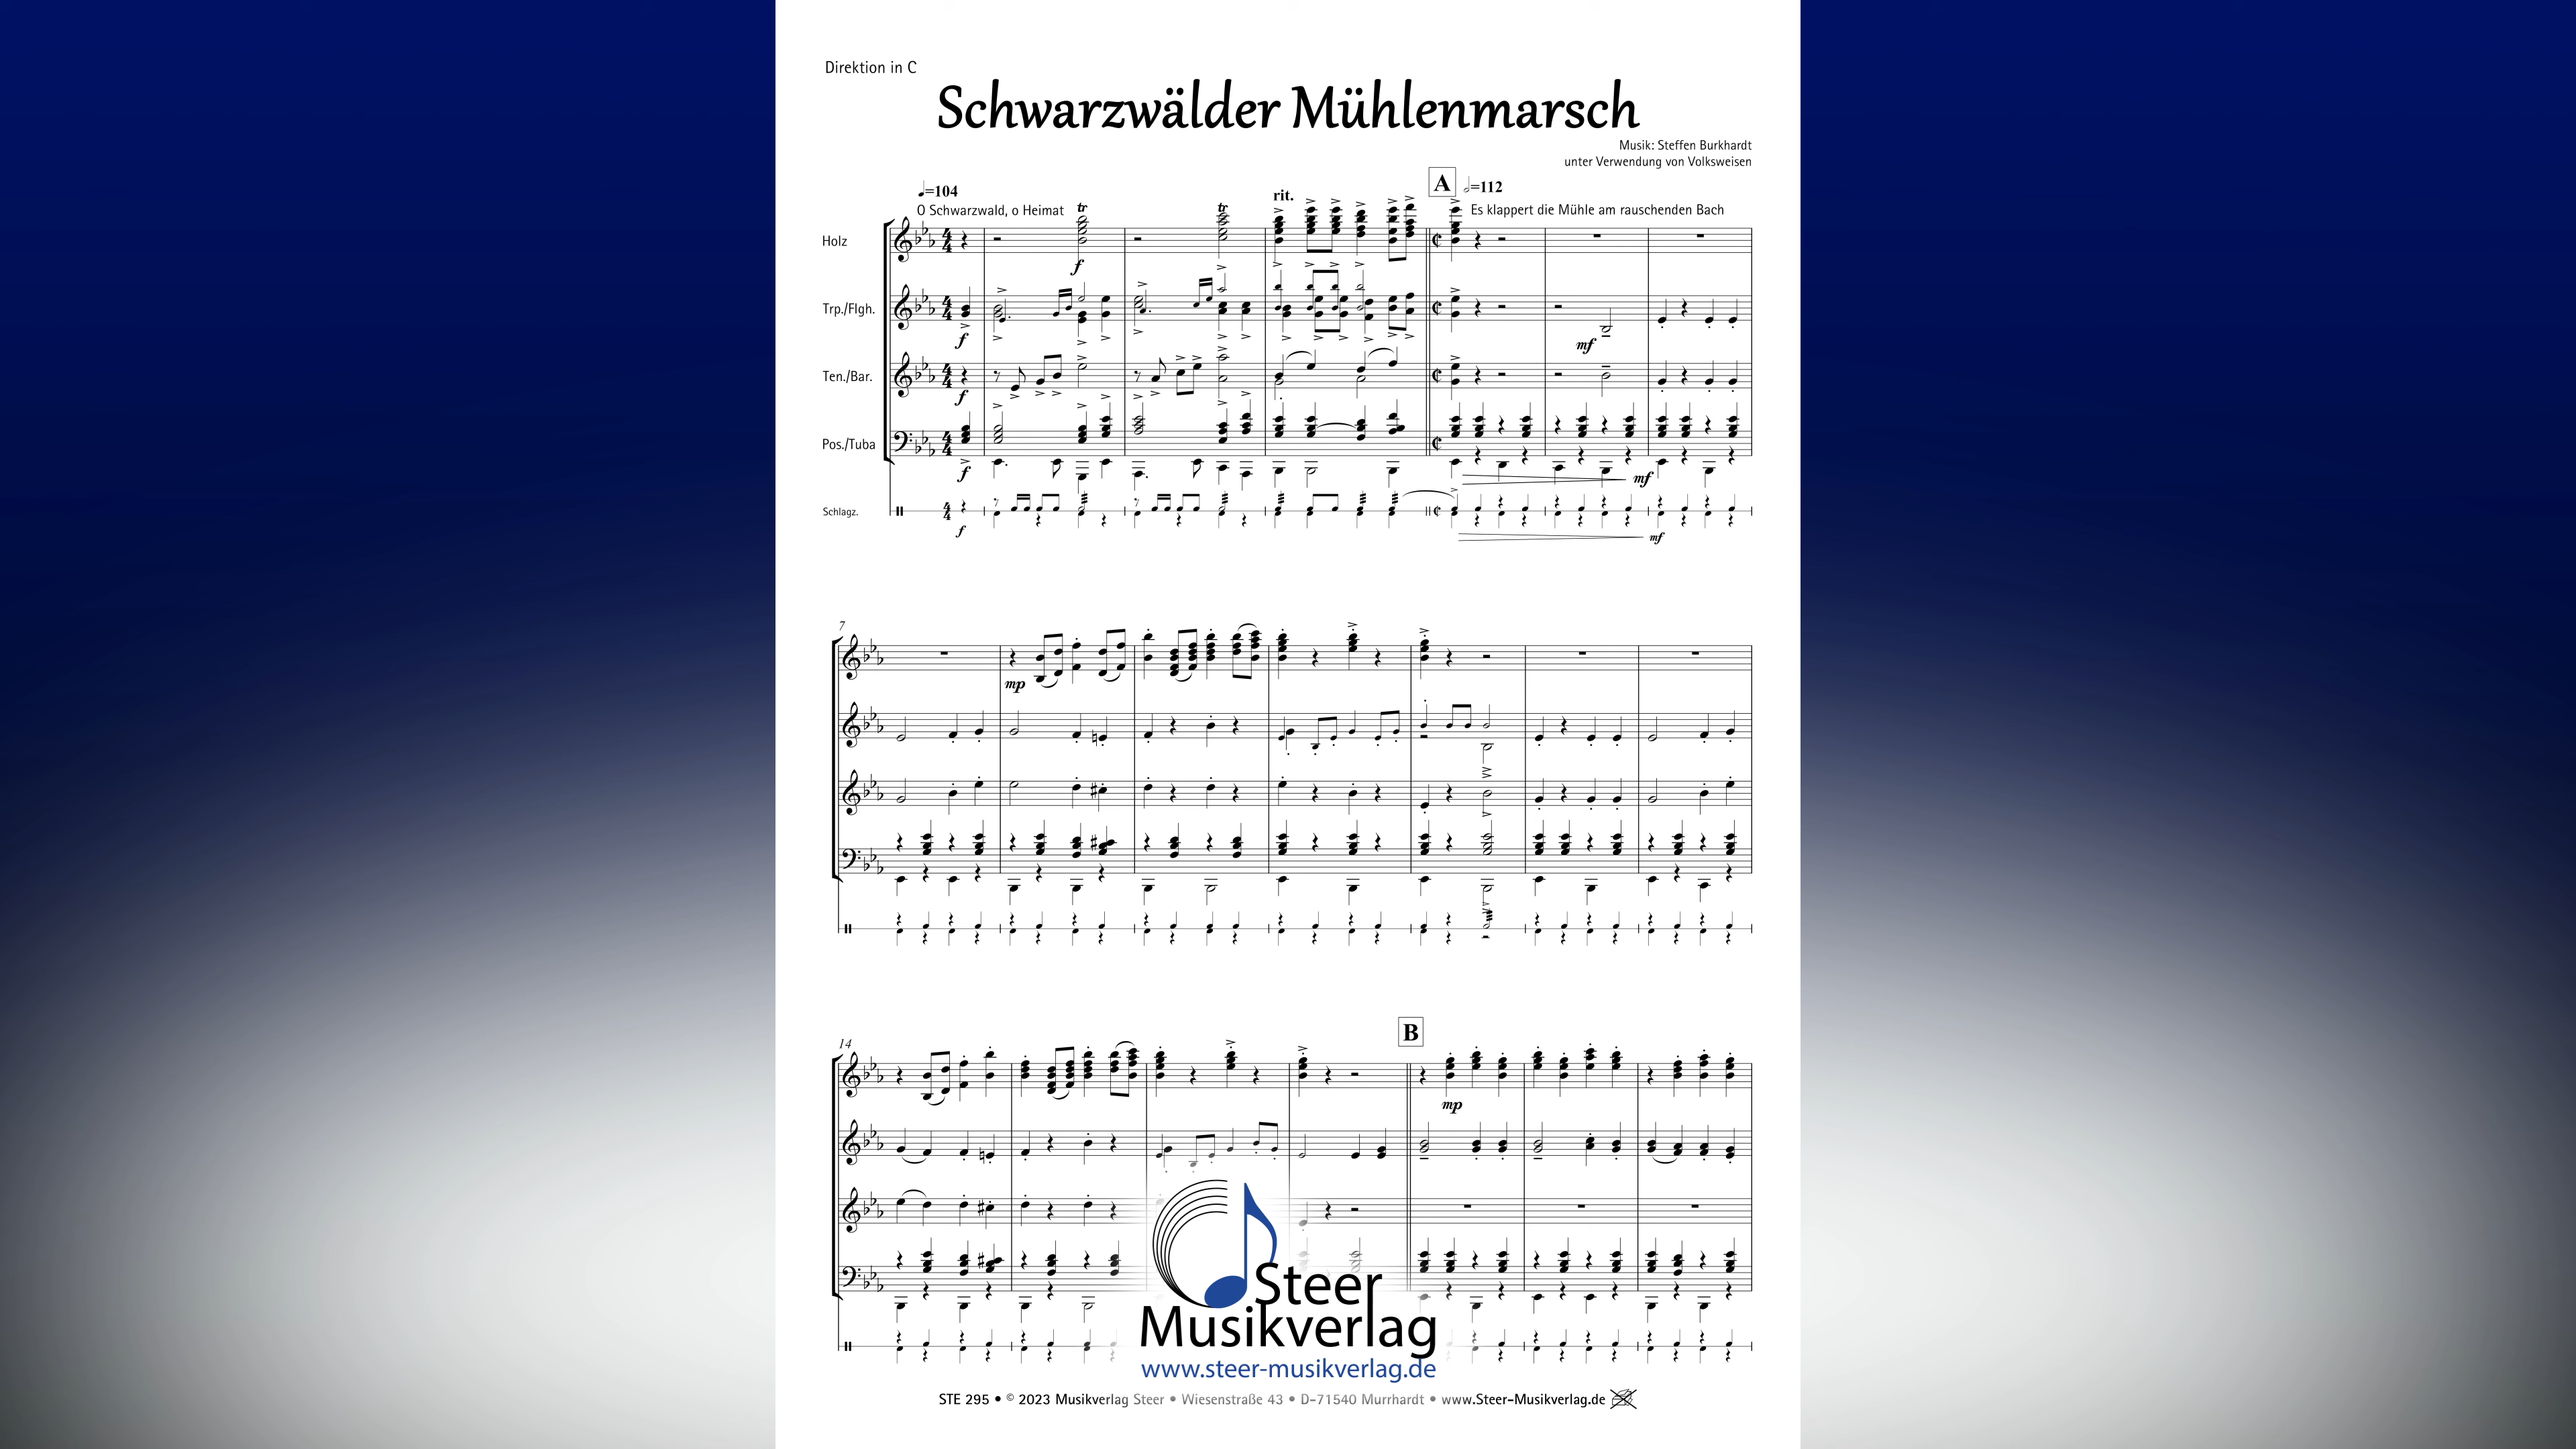 Direktion in C
Schwarzwälder Mühlenmarsch
Musik: Steffen Burkhardt
unter Verwendung von Volksweisen
♩=104
rit.
A
𝅗𝅥=112
O Schwarzwald, o Heimat
tr
tr
Es klappert die Mühle am rauschenden Bach
Holz
f
Trp./Flgh.
f
mf
Ten./Bar.
f
Pos./Tuba
f
mf
Schlagz.
f
mf
7
mp
14
B
mp
Steer
Musikverlag
www.steer-musikverlag.de
STE 295 • © 2023 Musikverlag Steer • Wiesenstraße 43 • D-71540 Murrhardt • www.Steer-Musikverlag.de